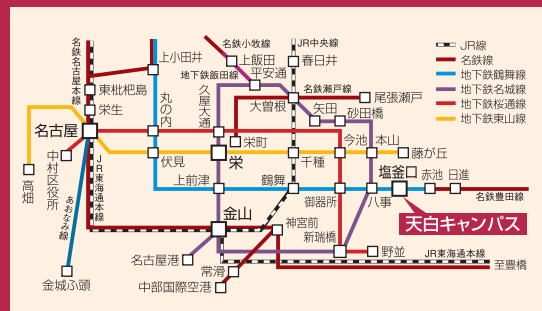 名鉄名古屋本線
上小田井
名鉄小牧線
上飯田
地下鉄飯田線
平安通
JR中央線
春日井
JR線
名鉄線
地下鉄鶴舞線
地下鉄名城線
地下鉄桜通線
地下鉄東山線
東枇杷島
栄生
丸の内
久屋大通
大曽根
名鉄瀬戸線
尾張瀬戸
矢田
砂田橋
名古屋
栄町
今池
本山
中村区役所
伏見
栄
千種
藤が丘
高畑
JR東海道本線
上前津
鶴舞
御器所
八事
塩釜口
赤池
日進
名鉄豊田線
あおなみ線
金山
神宮前
新瑞橋
天白キャンパス
名古屋港
野並
JR東海道本線
金城ふ頭
常滑
中部国際空港
至豊橋